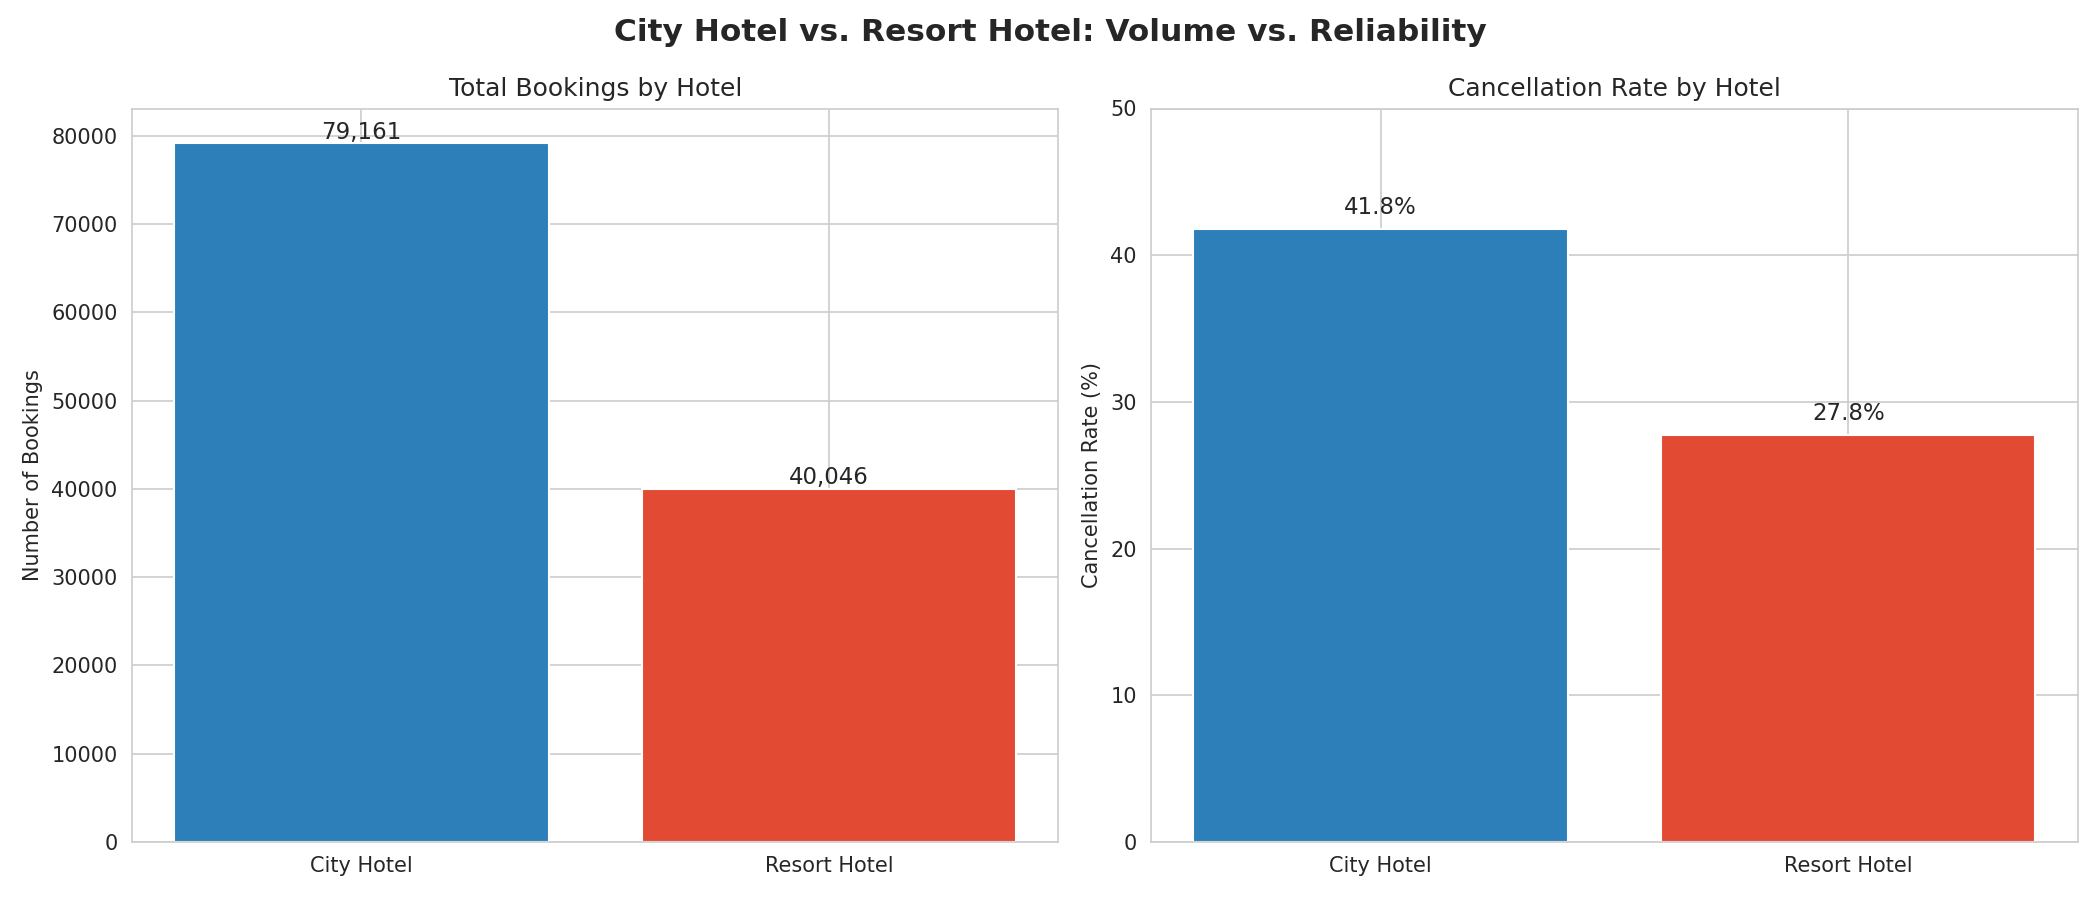 City Hotel vs. Resort Hotel: Volume vs. Reliability
Total Bookings by Hotel
Number of Bookings
80000
70000
60000
50000
40000
30000
20000
10000
0
79,161
40,046
City Hotel
Resort Hotel
Cancellation Rate by Hotel
Cancellation Rate (%)
50
40
30
20
10
0
41.8%
27.8%
City Hotel
Resort Hotel